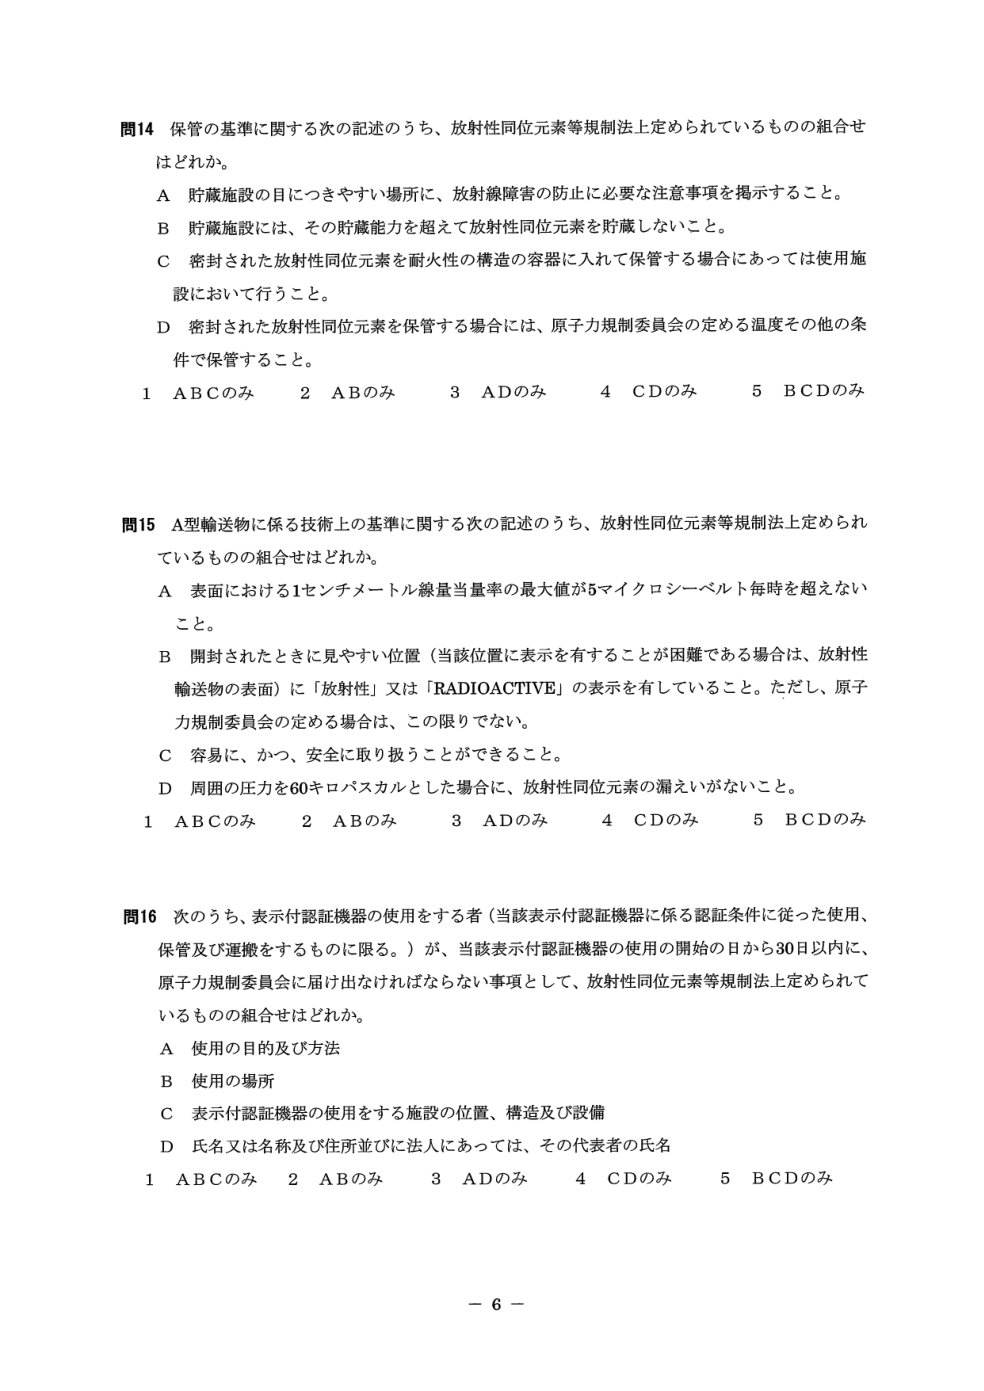 問14 保管の基準に関する次の記述のうち、放射性同位元素等規制法上定められているものの組合せ
はどれか。
A 貯蔵施設の目につきやすい場所に、放射線障害の防止に必要な注意事項を掲示すること。
B 貯蔵施設には、その貯蔵能力を超えて放射性同位元素を貯蔵しないこと。
C 密封された放射性同位元素を耐火性の構造の容器に入れて保管する場合にあっては使用施
設において行うこと。
D 密封された放射性同位元素を保管する場合には、原子力規制委員会の定める温度その他の条
件で保管すること。
1 ABCのみ 2 ABのみ 3 ADのみ 4 CDのみ 5 BCDのみ
問15 A型輸送物に係る技術上の基準に関する次の記述のうち、放射性同位元素等規制法上定められ
ているものの組合せはどれか。
A 表面における1センチメートル線量当量率の最大値が5マイクロシーベルト毎時を超えない
こと。
B 開封されたときに見やすい位置（当該位置に表示を有することが困難である場合は、放射性
輸送物の表面）に「放射性」又は「RADIOACTIVE」の表示を有していること。ただし、原子
力規制委員会の定める場合は、この限りでない。
C 容易に、かつ、安全に取り扱うことができること。
D 周囲の圧力を60キロパスカルとした場合に、放射性同位元素の漏えいがないこと。
1 ABCのみ 2 ABのみ 3 ADのみ 4 CDのみ 5 BCDのみ
問16 次のうち、表示付認証機器の使用をする者（当該表示付認証機器に係る認証条件に従った使用、
保管及び運搬をするものに限る。）が、当該表示付認証機器の使用の開始の日から30日以内に、
原子力規制委員会に届け出なければならない事項として、放射性同位元素等規制法上定められて
いるものの組合せはどれか。
A 使用の目的及び方法
B 使用の場所
C 表示付認証機器の使用をする施設の位置、構造及び設備
D 氏名又は名称及び住所並びに法人にあっては、その代表者の氏名
1 ABCのみ 2 ABのみ 3 ADのみ 4 CDのみ 5 BCDのみ
－ 6 －